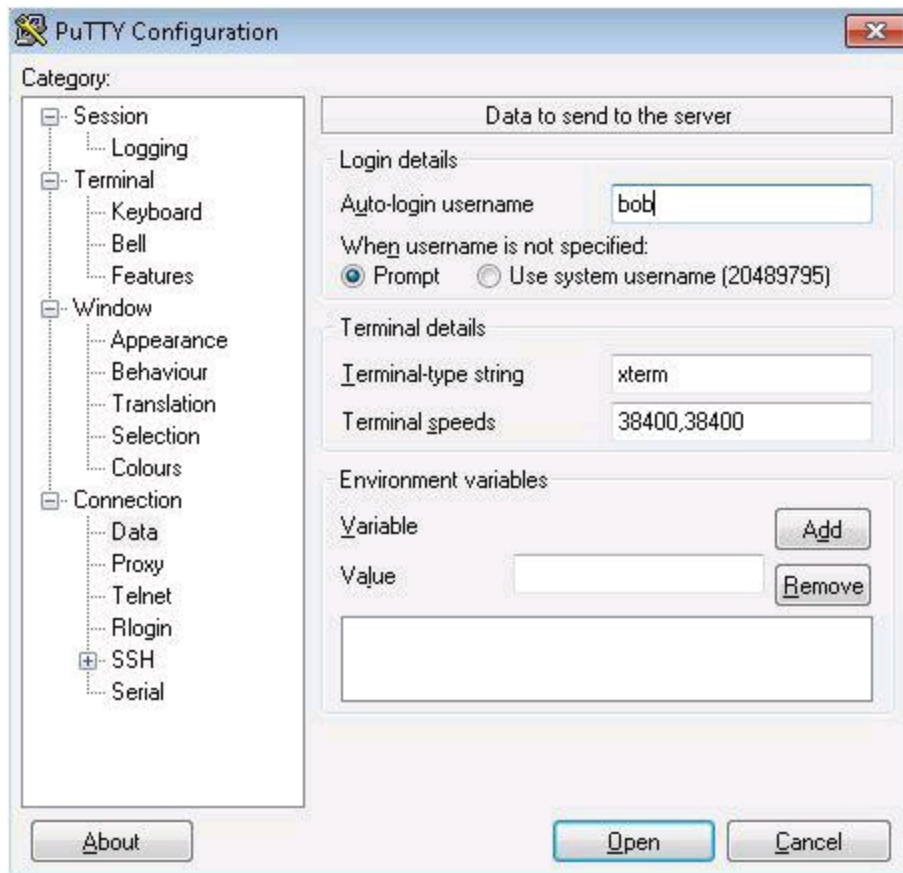 PuTTY Configuration
Category:
Session
Logging
Terminal
Keyboard
Bell
Features
Window
Appearance
Behaviour
Translation
Selection
Colours
Connection
Data
Proxy
Telnet
Rlogin
SSH
Serial
Data to send to the server
Login details
Auto-login username bob
When username is not specified:
Prompt Use system username (20489795)
Terminal details
Terminal-type string xterm
Terminal speeds 38400,38400
Environment variables
Variable Add
Value Remove
About Open Cancel